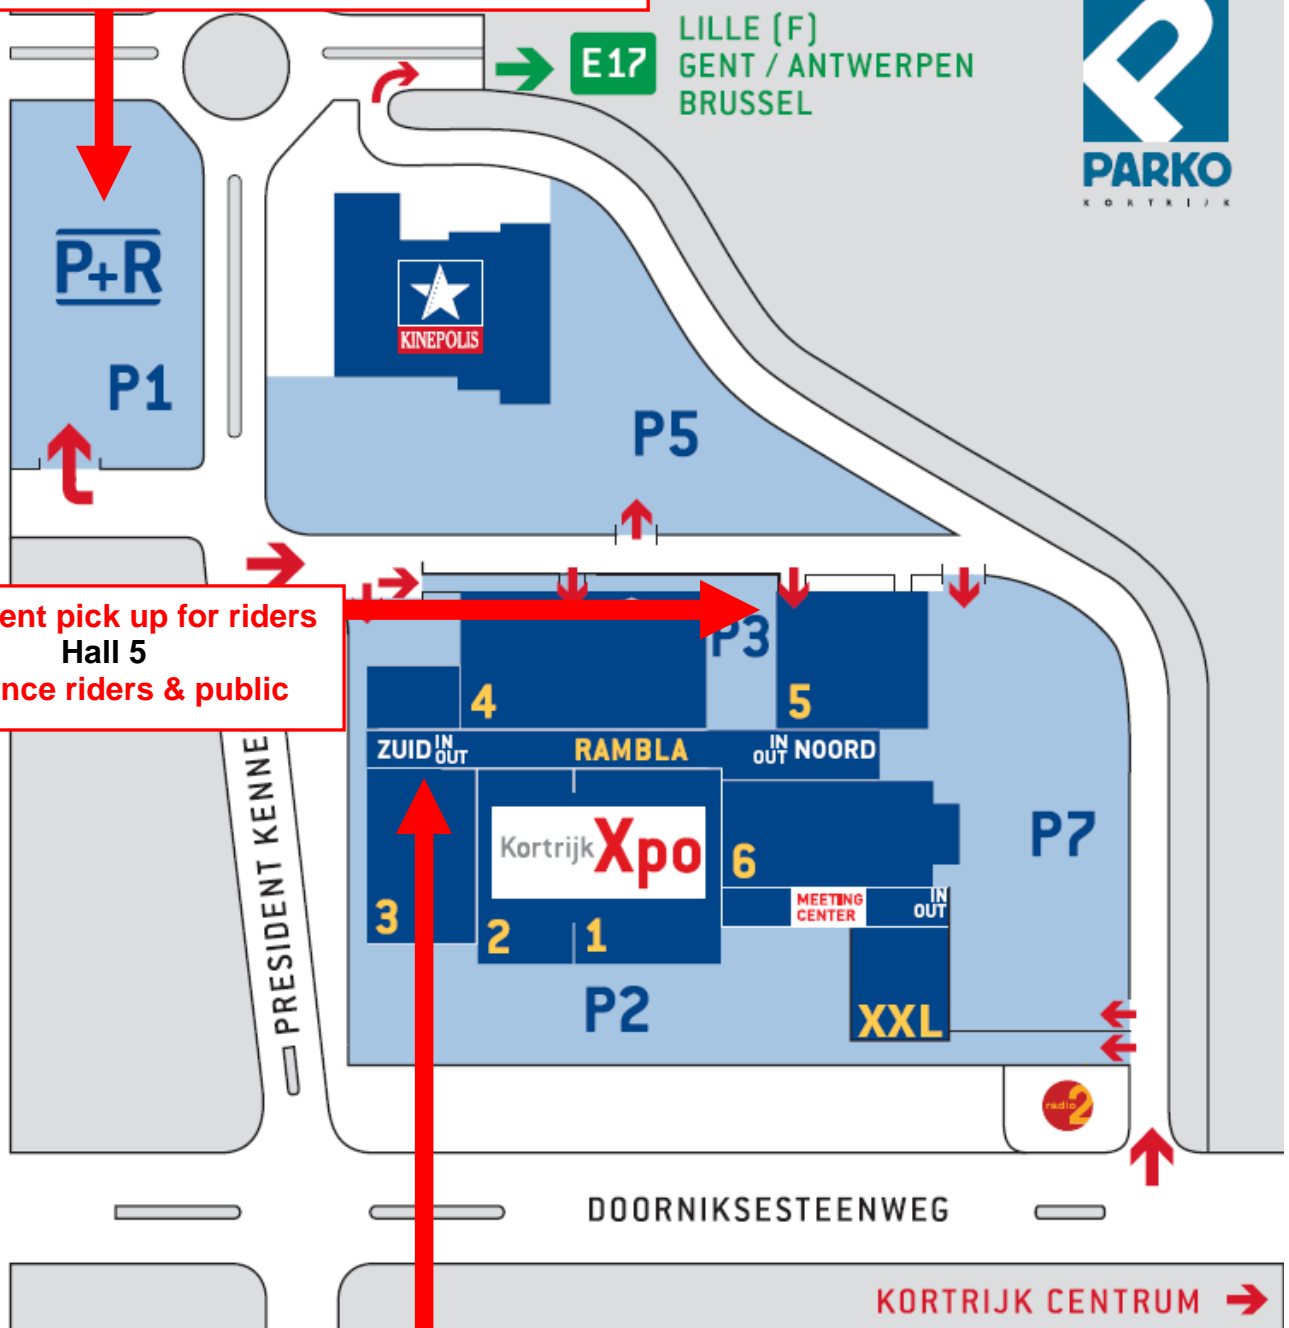 LILLE (F)
E17
GENT / ANTWERPEN
BRUSSEL
PARKO
KORTRIJK
P+R
P1
KINEPOLIS
P5
pick up for riders
Hall 5
riders & public
P3
4
5
ZUID IN OUT
RAMBLA
IN OUT NOORD
PRESIDENT KENNE
Kortrijk Xpo
6
P7
MEETING
CENTER
IN
OUT
3
2
1
P2
XXL
radio 2
DOORNIKSESTEENWEG
KORTRIJK CENTRUM